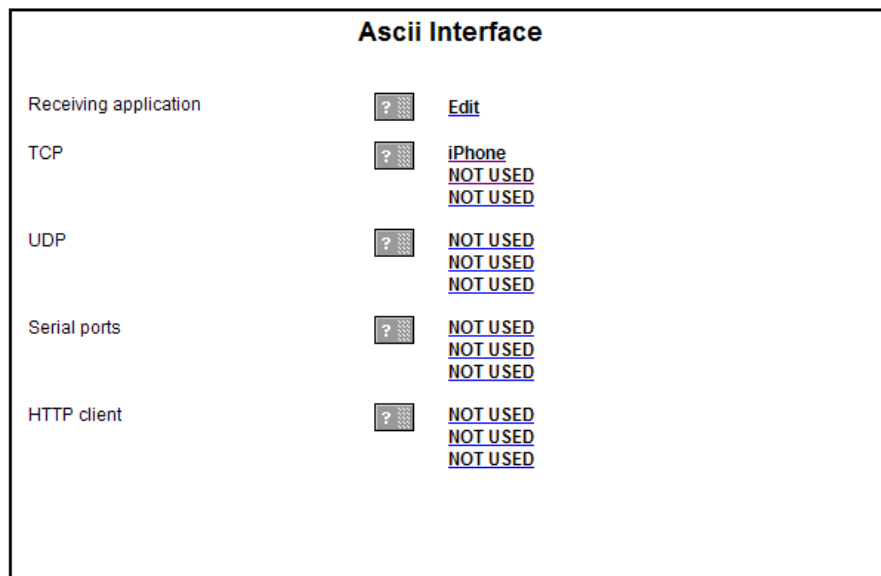 Ascii Interface
Receiving application ? Edit
TCP ? iPhone
NOT USED
NOT USED
UDP ? NOT USED
NOT USED
NOT USED
Serial ports ? NOT USED
NOT USED
NOT USED
HTTP client ? NOT USED
NOT USED
NOT USED